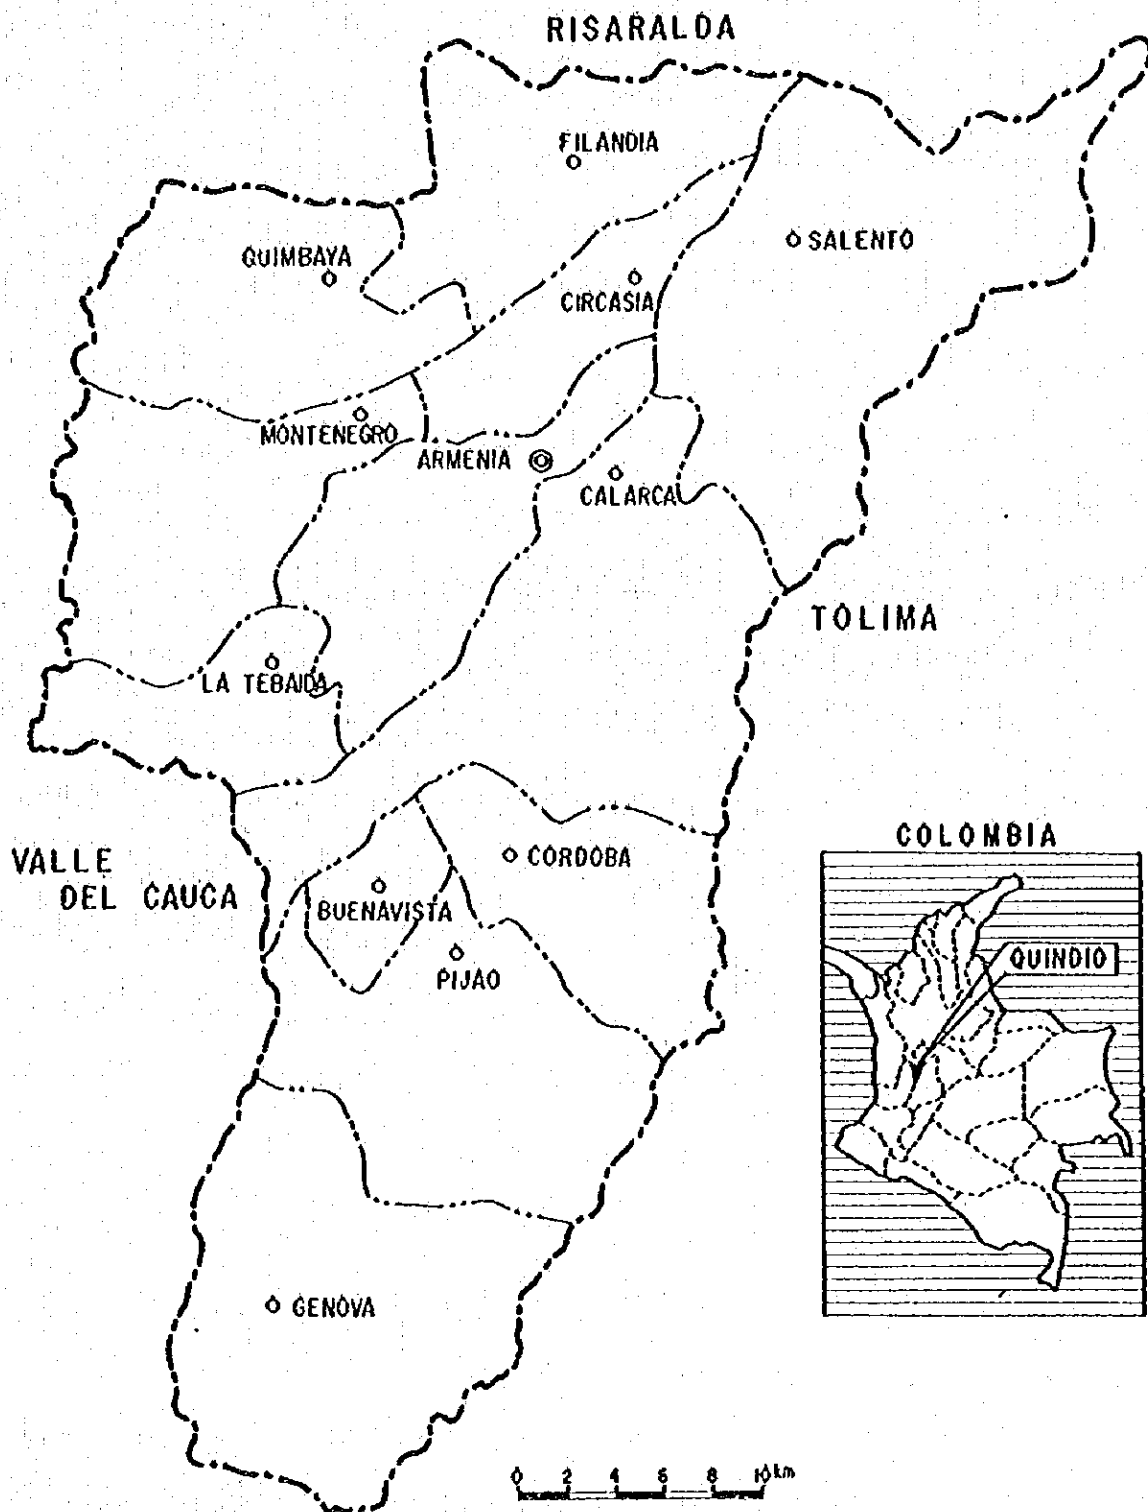 RISARALDA
FILANDIA
SALENTO
QUIMBAYA
CIRCASIA
MONTENEGRO
ARMENIA
CALARCA
TOLIMA
LA TEBAIDA
VALLE
DEL CAUCA
COLOMBIA
CORDOBA
BUENAVISTA
PIJAO
QUINDIO
GENOVA
0 2 4 6 8 10 km